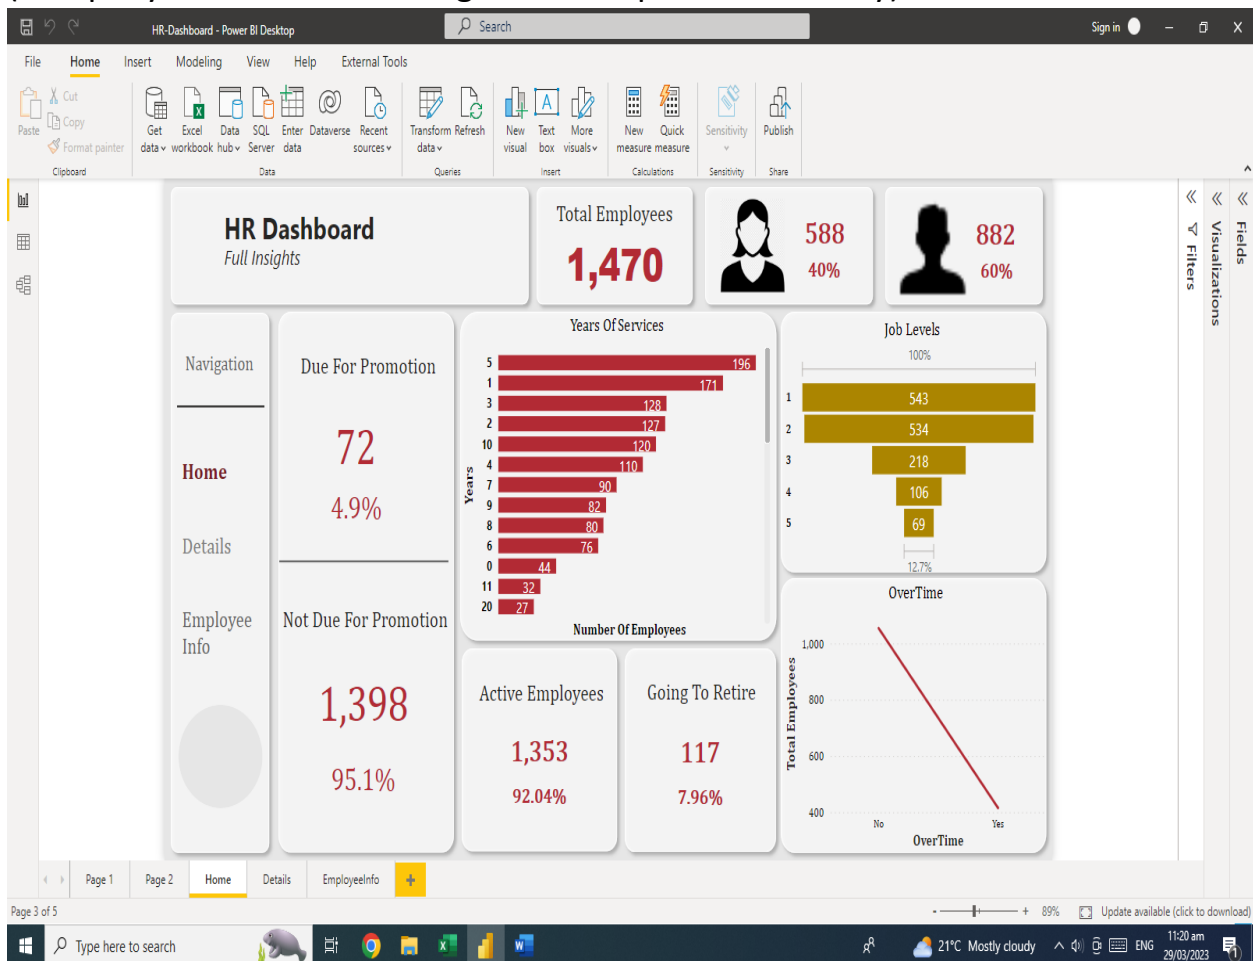 HR-Dashboard - Power BI Desktop
Search
Sign in
File Home Insert Modeling View Help External Tools
Paste
Cut
Copy
Format painter
Get data
Excel workbook
Data hub
SQL Server
Enter data
Dataverse
Recent sources
Transform data
Refresh
New visual
Text box
More visuals
New measure
Quick measure
Sensitivity
Publish
Clipboard
Data
Queries
Insert
Calculations
Sensitivity
Share
HR Dashboard
Full Insights
Total Employees
1,470
588
40%
882
60%
Filters
Visualizations
Fields
Navigation
Home
Details
Employee
Info
Due For Promotion
72
4.9%
Not Due For Promotion
1,398
95.1%
Years Of Services
Years
5 196
1 171
3 128
2 127
10 120
4 110
7 90
9 82
8 80
6 76
0 44
11 32
20 27
Number Of Employees
Job Levels
100%
1 543
2 534
3 218
4 106
5 69
12.7%
Active Employees
1,353
92.04%
Going To Retire
117
7.96%
OverTime
Total Employees
1,000
800
600
400
No Yes
OverTime
Page 1 Page 2 Home Details EmployeeInfo +
Page 3 of 5
- + 89%
Update available (click to download)
Type here to search
21°C Mostly cloudy
ENG
11:20 am
29/03/2023